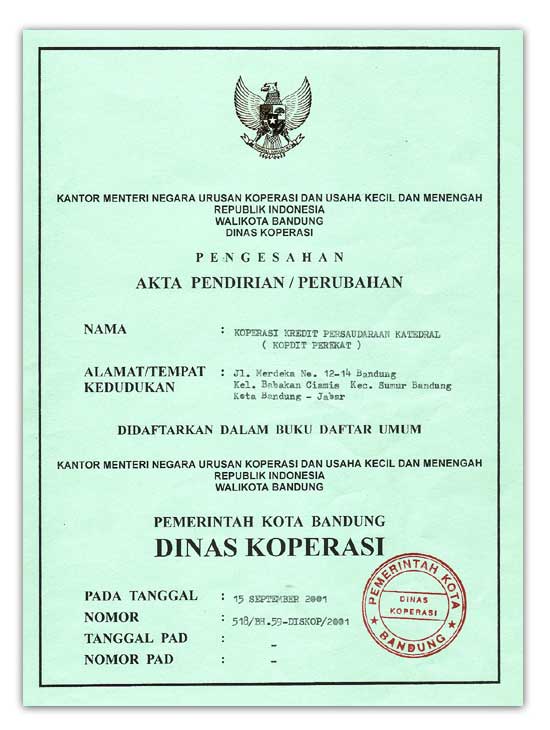 KANTOR MENTERI NEGARA URUSAN KOPERASI DAN USAHA KECIL DAN MENENGAH
REPUBLIK INDONESIA
WALIKOTA BANDUNG
DINAS KOPERASI
PENGESAHAN
AKTA PENDIRIAN / PERUBAHAN
NAMA : KOPERASI KREDIT PERSAUDARAAN KATEDRAL
( KOPDIT PEREKAT )
ALAMAT/TEMPAT : Jl. Merdeka No. 12-14 Bandung
KEDUDUKAN Kel. Babakan Ciamis Kec. Sumur Bandung
Kota Bandung - Jabar
DIDAFTARKAN DALAM BUKU DAFTAR UMUM
KANTOR MENTERI NEGARA URUSAN KOPERASI DAN USAHA KECIL DAN MENENGAH
REPUBLIK INDONESIA
WALIKOTA BANDUNG
PEMERINTAH KOTA BANDUNG
DINAS KOPERASI
PADA TANGGAL : 15 SEPTEMBER 2001
NOMOR : 518/BH.59-DISKOP/2001
TANGGAL PAD : -
NOMOR PAD : -
PEMERINTAH KOTA
DINAS
KOPERASI
BANDUNG